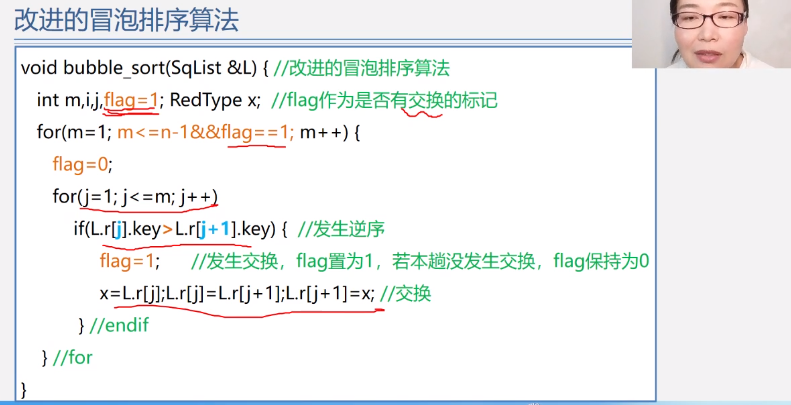 改进的冒泡排序算法
void bubble_sort(SqList &L) { //改进的冒泡排序算法
int m,i,j,flag=1; RedType x; //flag作为是否有交换的标记
for(m=1; m<=n-1&&flag==1; m++) {
flag=0;
for(j=1; j<=m; j++)
if(L.r[j].key>L.r[j+1].key) { //发生逆序
flag=1; //发生交换，flag置为1，若本趟没发生交换，flag保持为0
x=L.r[j];L.r[j]=L.r[j+1];L.r[j+1]=x; //交换
} //endif
} //for
}